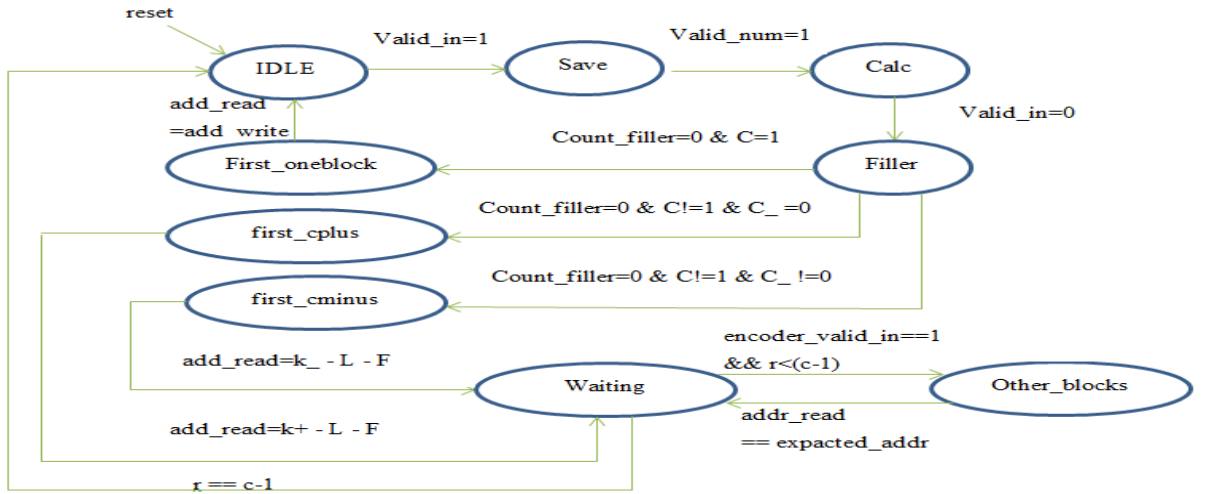 reset
Valid_in=1
Valid_num=1
IDLE
Save
Calc
add_read
=add_write
Valid_in=0
Count_filler=0 & C=1
First_oneblock
Filler
Count_filler=0 & C!=1 & C_ =0
first_cplus
Count_filler=0 & C!=1 & C_ !=0
first_cminus
encoder_valid_in==1
&& r<(c-1)
add_read=k_ - L - F
Waiting
Other_blocks
addr_read
== expacted_addr
add_read=k+ - L - F
r == c-1